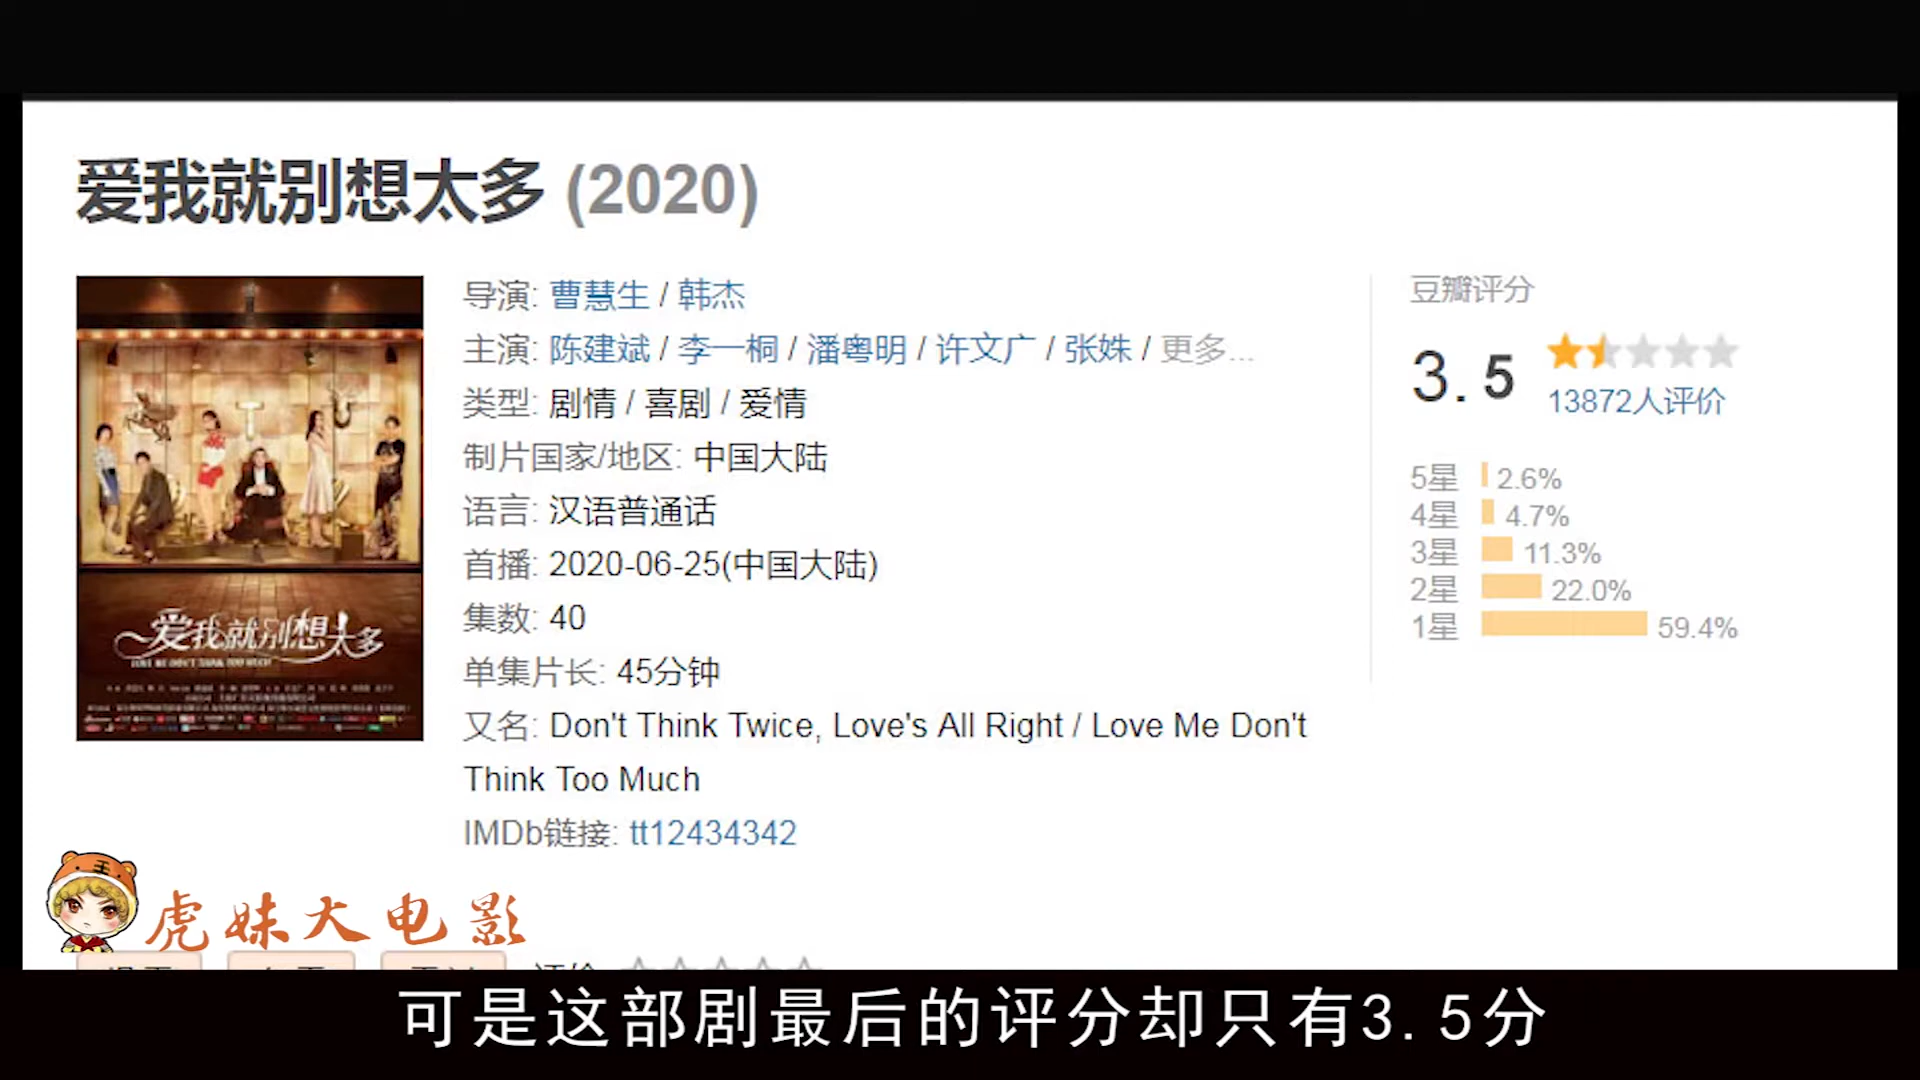 爱我就别想太多 (2020)
导演: 曹慧生 / 韩杰
主演: 陈建斌 / 李一桐 / 潘粤明 / 许文广 / 张姝 / 更多...
类型: 剧情 / 喜剧 / 爱情
制片国家/地区: 中国大陆
语言: 汉语普通话
首播: 2020-06-25(中国大陆)
集数: 40
单集片长: 45分钟
又名: Don't Think Twice, Love's All Right / Love Me Don't
Think Too Much
IMDb链接: tt12434342
豆瓣评分
3.5
13872人评价
5星 2.6%
4星 4.7%
3星 11.3%
2星 22.0%
1星 59.4%
爱我就别想太多
LOVE ME DON'T THINK TOO MUCH
王
虎妹大电影
可是这部剧最后的评分却只有3.5分